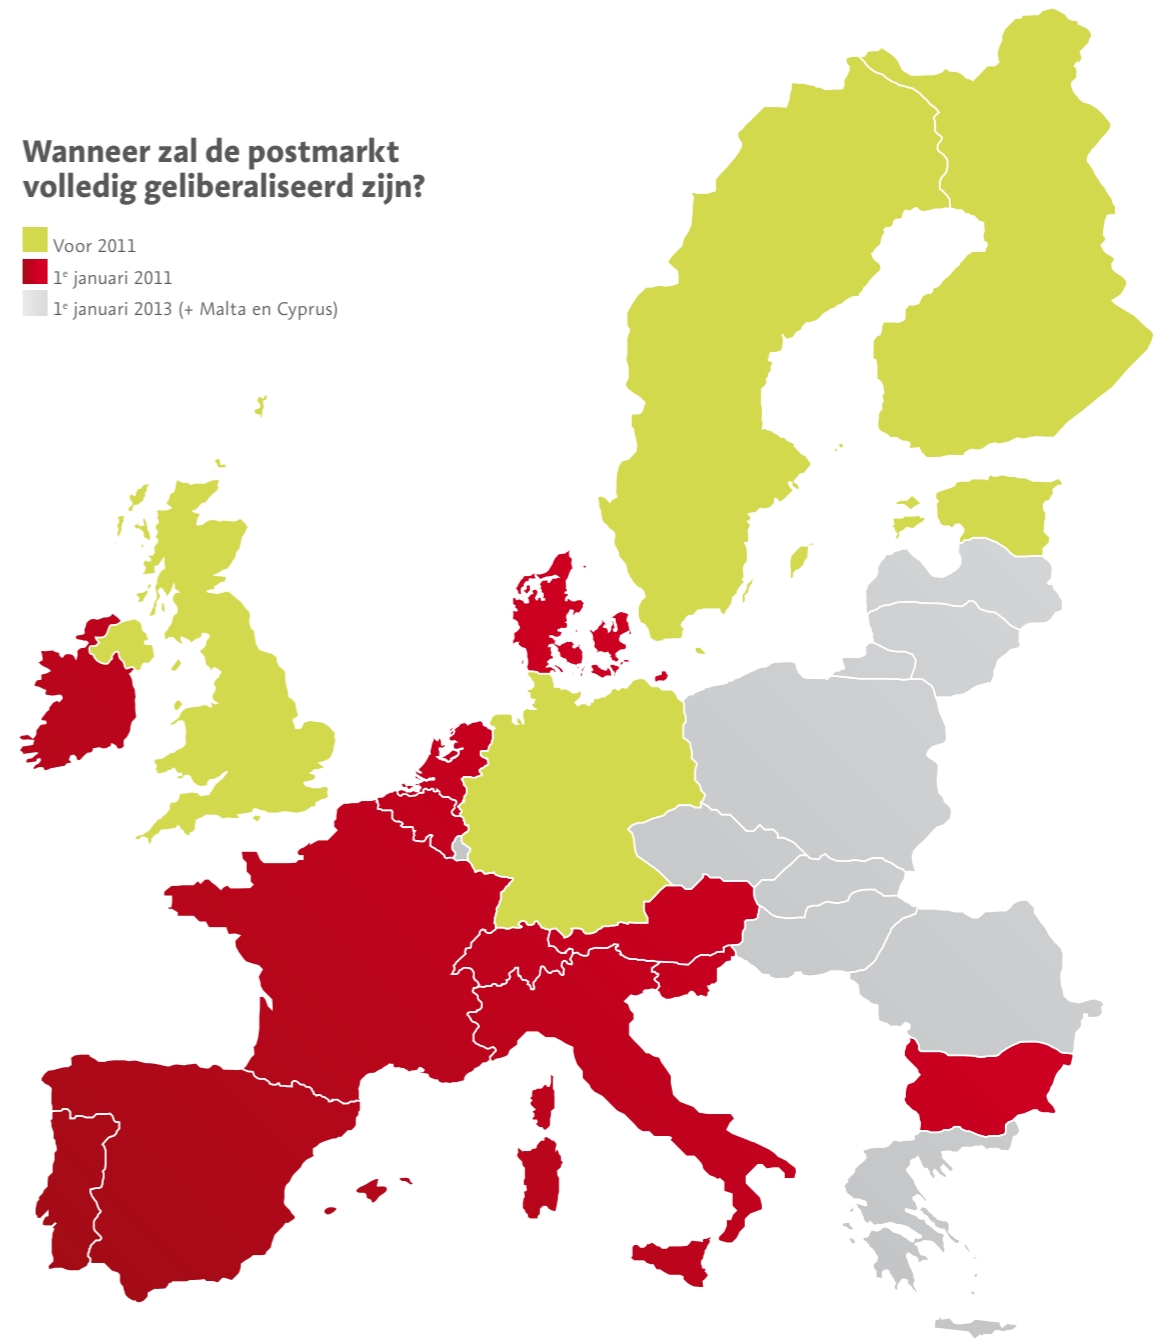 Wanneer zal de postmarkt
volledig geliberaliseerd zijn?
Voor 2011
1e januari 2011
1e januari 2013 (+ Malta en Cyprus)